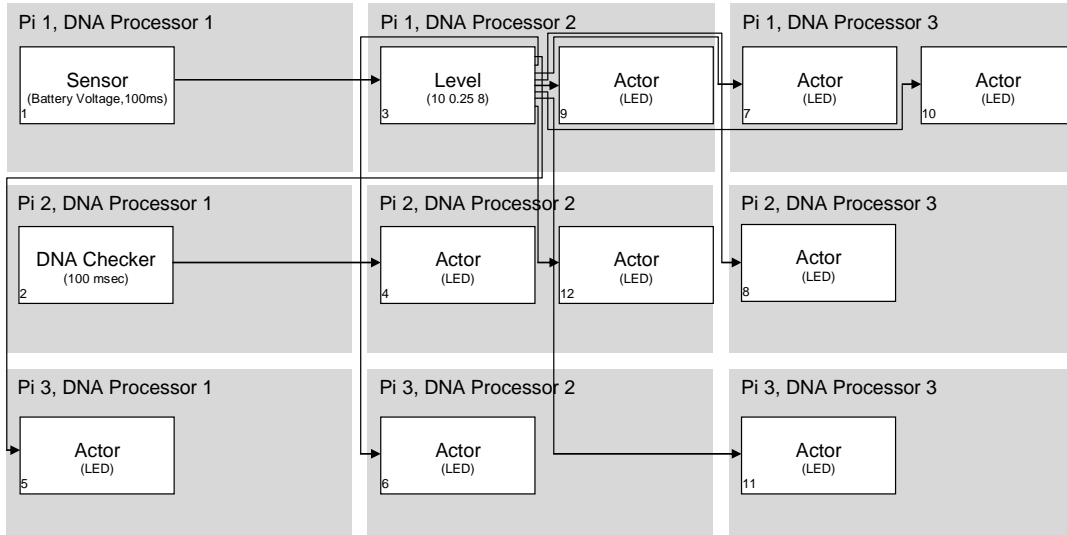 Pi 1, DNA Processor 1
Sensor
(Battery Voltage,100ms)
1
Pi 1, DNA Processor 2
Level
(10 0.25 8)
3
Actor
(LED)
9
Pi 1, DNA Processor 3
Actor
(LED)
7
Actor
(LED)
10
Pi 2, DNA Processor 1
DNA Checker
(100 msec)
2
Pi 2, DNA Processor 2
Actor
(LED)
4
Actor
(LED)
12
Pi 2, DNA Processor 3
Actor
(LED)
8
Pi 3, DNA Processor 1
Actor
(LED)
5
Pi 3, DNA Processor 2
Actor
(LED)
6
Pi 3, DNA Processor 3
Actor
(LED)
11